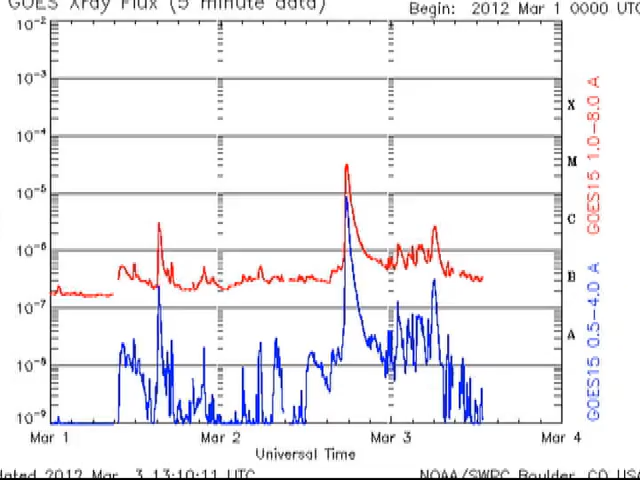 GOES Xray Flux (5 minute data)
Begin: 2012 Mar 1 0000 UTC
10-2
10-3
10-4
10-5
10-6
10-7
10-8
10-9
X
M
C
B
A
GOES15 1.0-8.0 A
GOES15 0.5-4.0 A
Mar 1
Mar 2
Mar 3
Mar 4
Universal Time
dated 2012 Mar 3 13:10:11 UTC
NOAA/SWPC Boulder, CO USA